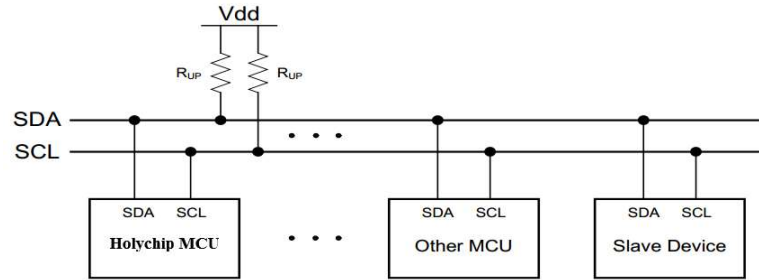 Vdd
RUP RUP
SDA
SCL
SDA SCL SDA SCL SDA SCL
Holychip MCU Other MCU Slave Device